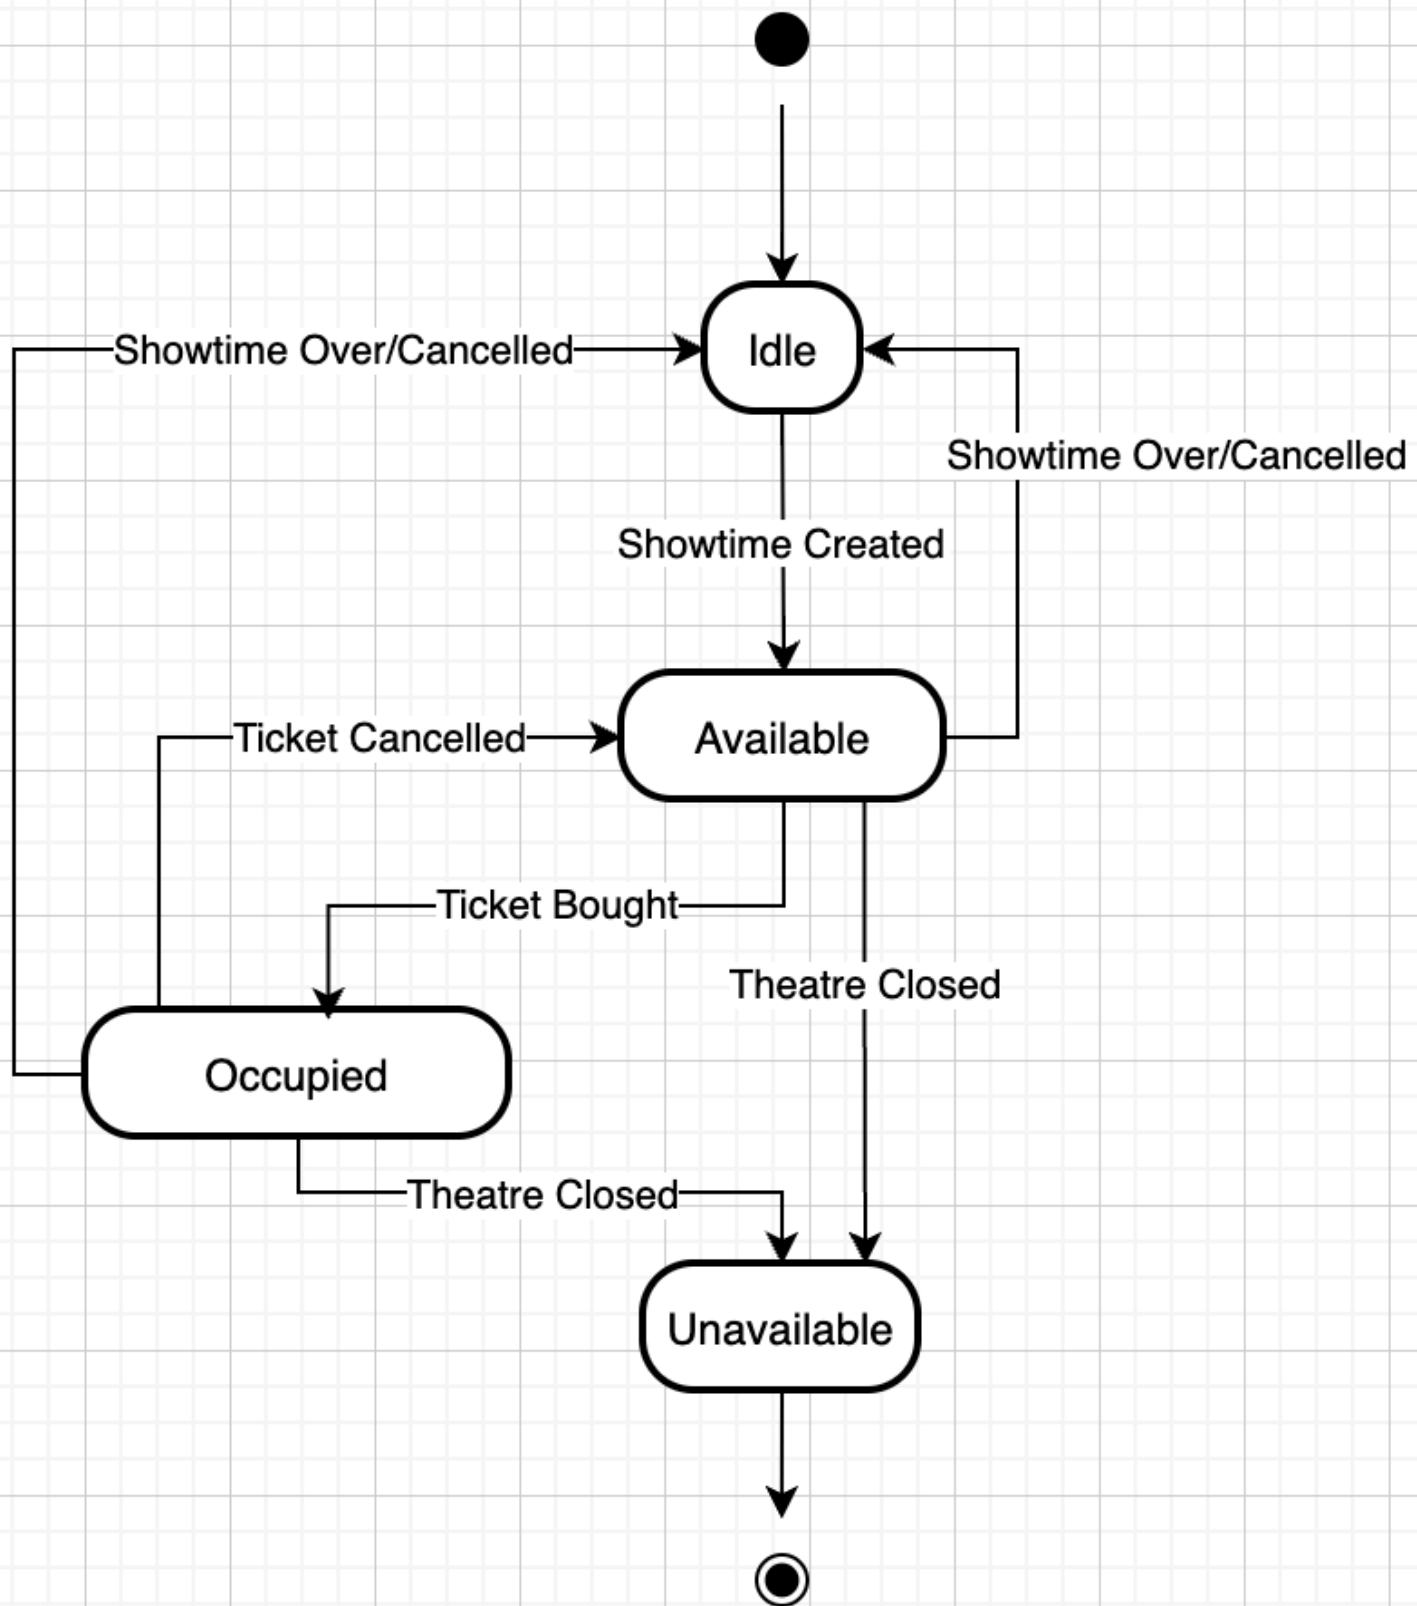 Idle
Showtime Over/Cancelled
Showtime Over/Cancelled
Showtime Created
Available
Ticket Cancelled
Ticket Bought
Theatre Closed
Occupied
Theatre Closed
Unavailable